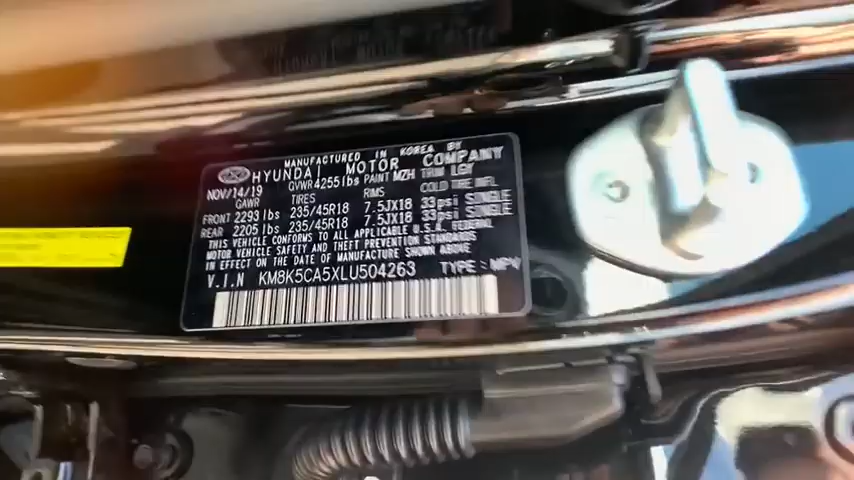 MANUFACTURED IN KOREA BY
HYUNDAI MOTOR COMPANY
NOV/14/19 GVWR 4255 lbs PAINT MZH TRIM LGY
GAWR TIRES RMS COLD TIRE INFL
FRONT 2293 lbs 235/45R18 7.5JX18 33psi SINGLE
REAR 2205 lbs 235/45R18 7.5JX18 33psi SINGLE
THIS VEHICLE CONFORMS TO ALL APPLICABLE U.S.A. FEDERAL
MOTOR VEHICLE SAFETY AND THEFT PREVENTION STANDARDS
IN EFFECT ON THE DATE OF MANUFACTURE SHOWN ABOVE
V.I.N KM8K5CA5XLU504263 TYPE : MPV